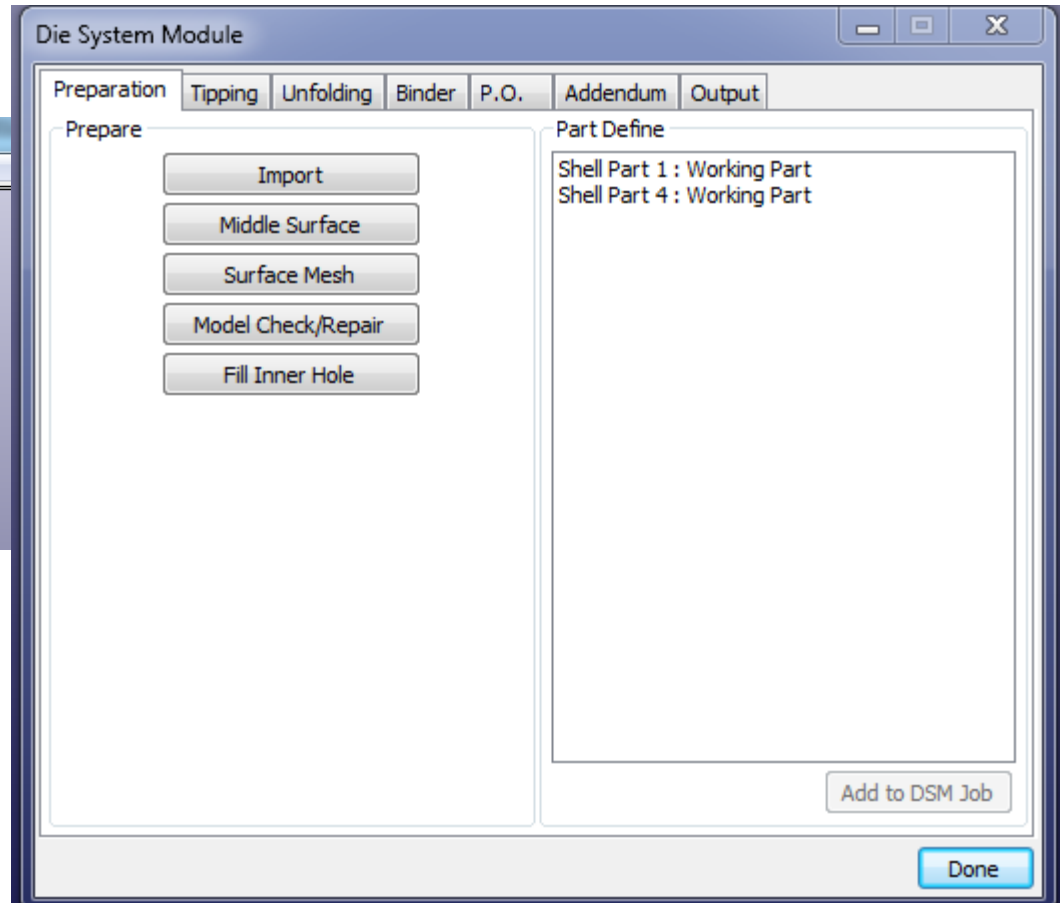 Die System Module
Preparation Tipping Unfolding Binder P.O. Addendum Output
Prepare
Import
Middle Surface
Surface Mesh
Model Check/Repair
Fill Inner Hole
Part Define
Shell Part 1 : Working Part
Shell Part 4 : Working Part
Add to DSM Job
Done